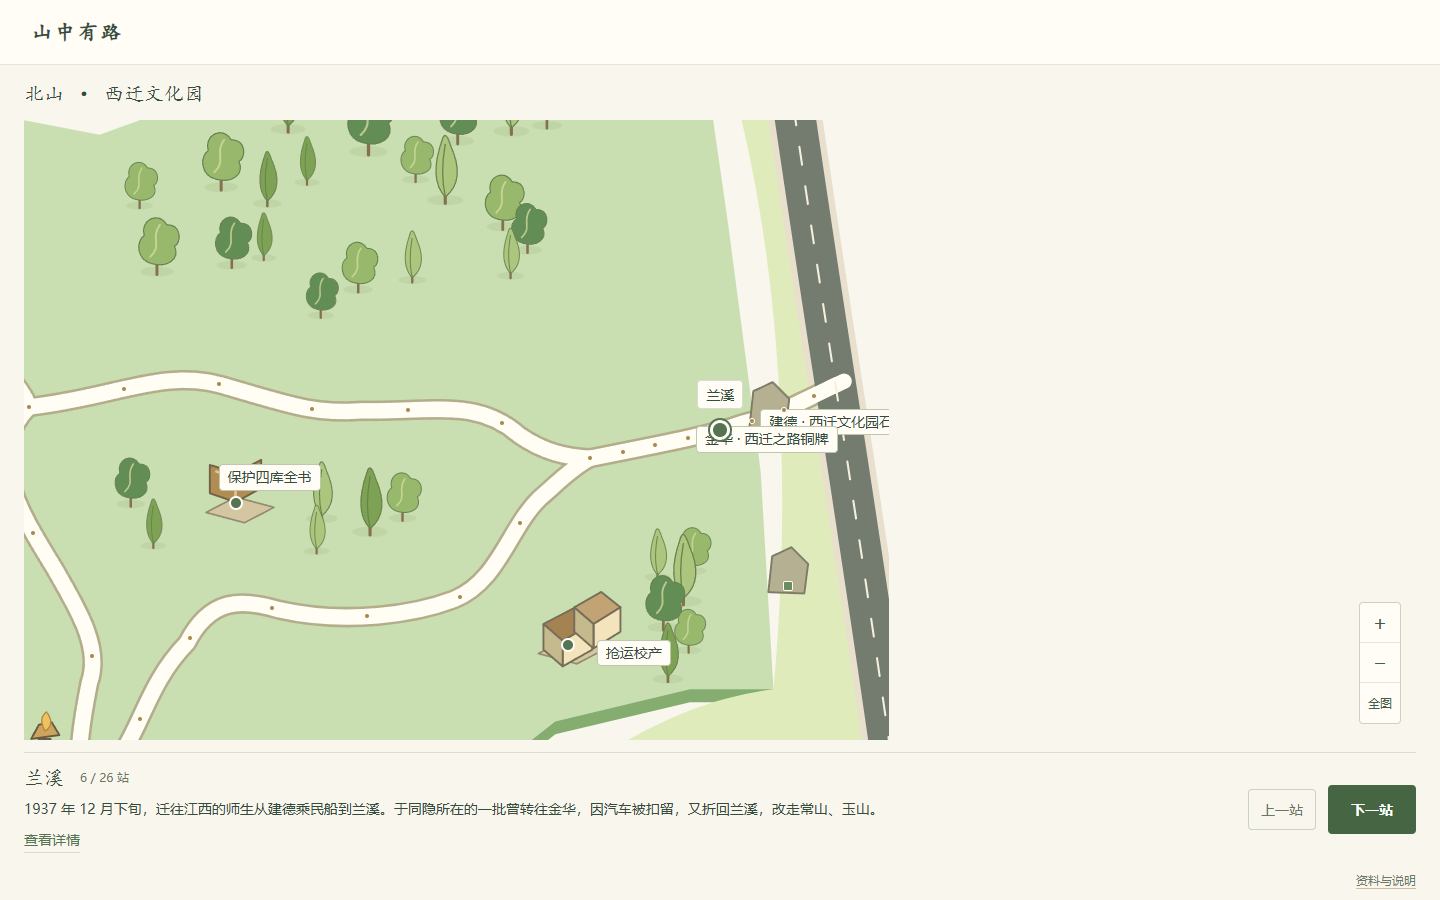 山中有路
北山 • 西迁文化园
兰溪
建德 · 西迁文化园石
金华 · 西迁之路铜牌
保护四库全书
抢运校产
+
−
全图
兰溪 6 / 26 站
1937 年 12 月下旬，迁往江西的师生从建德乘民船到兰溪。于同隐所在的一批曾转往金华，因汽车被扣留，又折回兰溪，改走常山、玉山。
查看详情
上一站
下一站
资料与说明